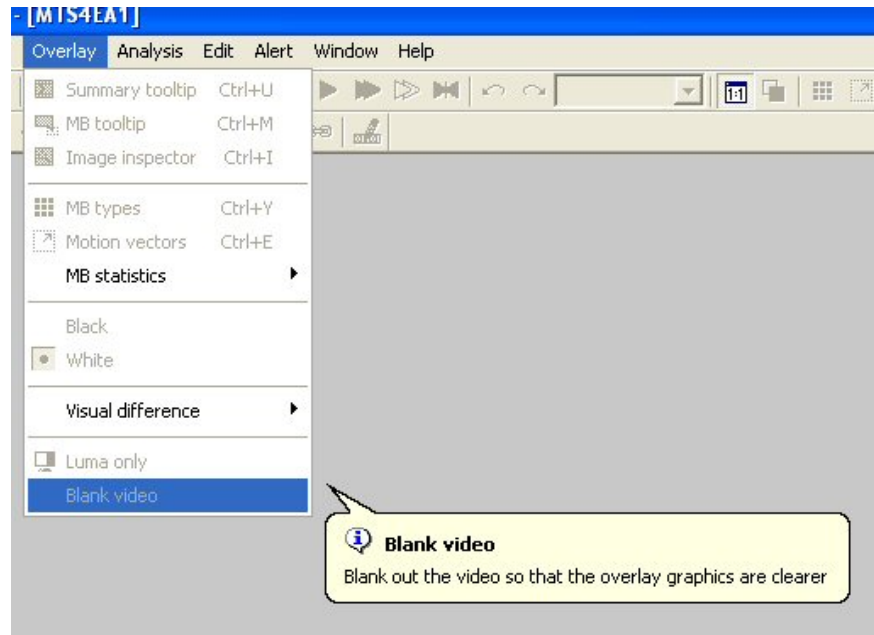 - [MTS4EA1]
Overlay Analysis Edit Alert Window Help
Summary tooltip Ctrl+U
MB tooltip Ctrl+M
Image inspector Ctrl+I
MB types Ctrl+Y
Motion vectors Ctrl+E
MB statistics
Black
White
Visual difference
Luma only
Blank video
Blank video
Blank out the video so that the overlay graphics are clearer
1:1